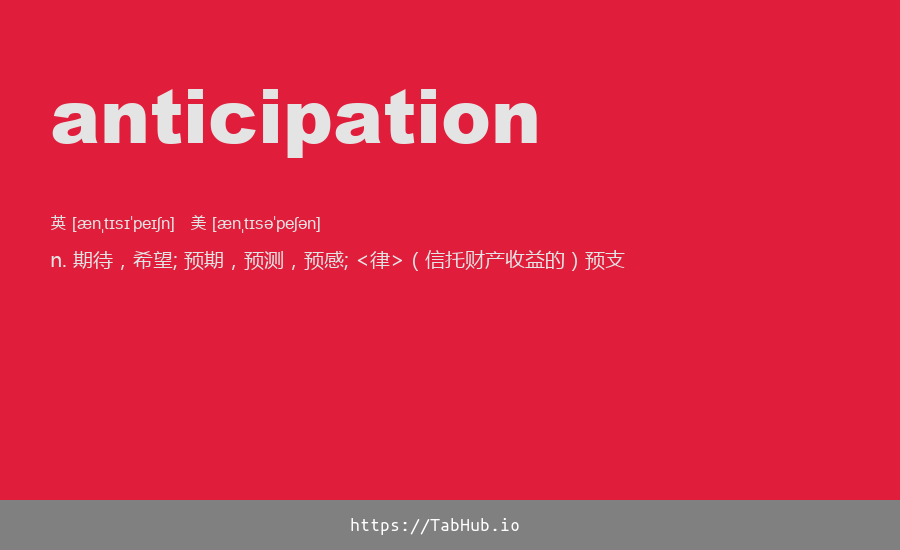 anticipation
英 [ænˌtɪsɪˈpeɪʃn] 美 [ænˌtɪsəˈpeʃən]
n. 期待，希望; 预期，预测，预感; <律>（信托财产收益的）预支
https://TabHub.io